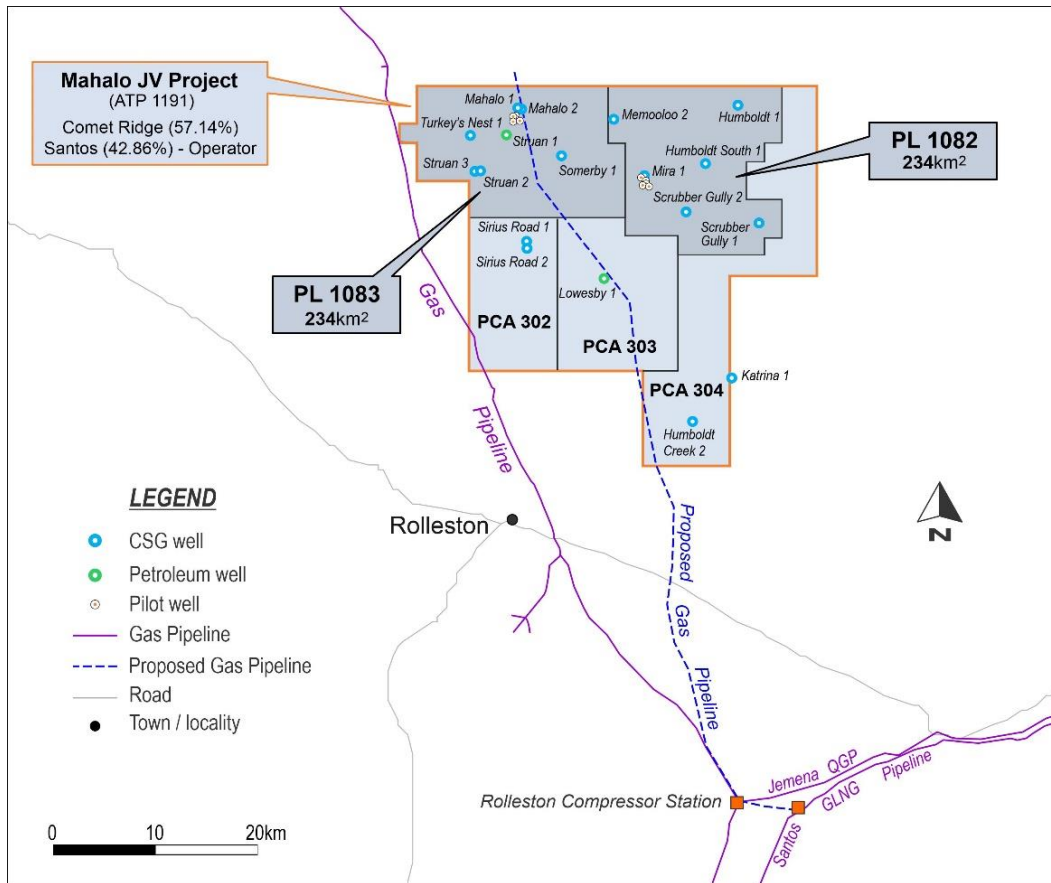 Mahalo JV Project
(ATP 1191)
Comet Ridge (57.14%)
Santos (42.86%) - Operator
Mahalo 1
Mahalo 2
Memooloo 2
Humboldt 1
Turkey's Nest 1
Struan 1
Humboldt South 1
PL 1082
234km²
Struan 3
Struan 2
Somerby 1
Mira 1
Scrubber Gully 2
Scrubber
Gully 1
Sirius Road 1
Sirius Road 2
PL 1083
234km²
Lowesby 1
PCA 302
PCA 303
PCA 304
Katrina 1
Humboldt
Creek 2
Gas
Pipeline
LEGEND
CSG well
Petroleum well
Pilot well
Gas Pipeline
Proposed Gas Pipeline
Road
Town / locality
Rolleston
N
Proposed
Gas
Pipeline
Jemena QGP
GLNG Pipeline
Santos
Rolleston Compressor Station
0 10 20km